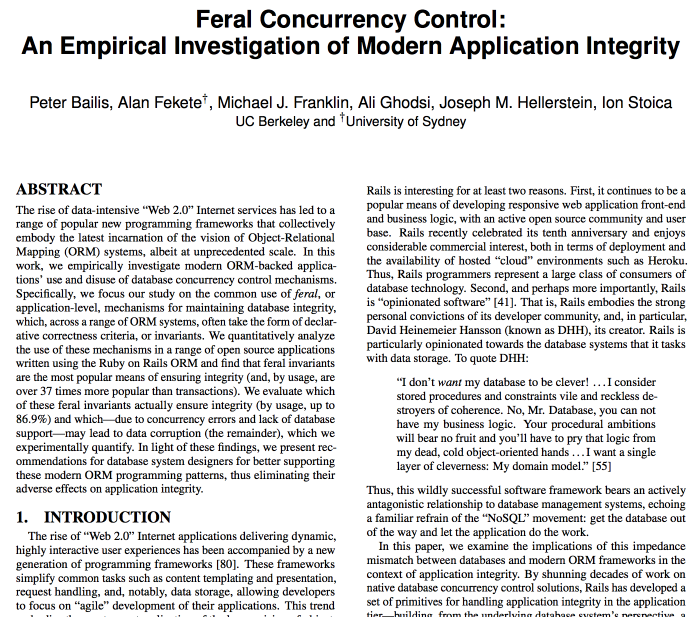 Feral Concurrency Control:
An Empirical Investigation of Modern Application Integrity
Peter Bailis, Alan Fekete†, Michael J. Franklin, Ali Ghodsi, Joseph M. Hellerstein, Ion Stoica
UC Berkeley and †University of Sydney
ABSTRACT
The rise of data-intensive “Web 2.0” Internet services has led to a
range of popular new programming frameworks that collectively
embody the latest incarnation of the vision of Object-Relational
Mapping (ORM) systems, albeit at unprecedented scale. In this
work, we empirically investigate modern ORM-backed applica-
tions’ use and disuse of database concurrency control mechanisms.
Specifically, we focus our study on the common use of feral, or
application-level, mechanisms for maintaining database integrity,
which, across a range of ORM systems, often take the form of declar-
ative correctness criteria, or invariants. We quantitatively analyze
the use of these mechanisms in a range of open source applications
written using the Ruby on Rails ORM and find that feral invariants
are the most popular means of ensuring integrity (and, by usage, are
over 37 times more popular than transactions). We evaluate which
of these feral invariants actually ensure integrity (by usage, up to
86.9%) and which—due to concurrency errors and lack of database
support—may lead to data corruption (the remainder), which we
experimentally quantify. In light of these findings, we present rec-
ommendations for database system designers for better supporting
these modern ORM programming patterns, thus eliminating their
adverse effects on application integrity.
1. INTRODUCTION
The rise of “Web 2.0” Internet applications delivering dynamic,
highly interactive user experiences has been accompanied by a new
generation of programming frameworks [80]. These frameworks
simplify common tasks such as content templating and presentation,
request handling, and, notably, data storage, allowing developers
to focus on “agile” development of their applications. This trend
Rails is interesting for at least two reasons. First, it continues to be a
popular means of developing responsive web application front-end
and business logic, with an active open source community and user
base. Rails recently celebrated its tenth anniversary and enjoys
considerable commercial interest, both in terms of deployment and
the availability of hosted “cloud” environments such as Heroku.
Thus, Rails programmers represent a large class of consumers of
database technology. Second, and perhaps more importantly, Rails
is “opinionated software” [41]. That is, Rails embodies the strong
personal convictions of its developer community, and, in particular,
David Heinemeier Hansson (known as DHH), its creator. Rails is
particularly opinionated towards the database systems that it tasks
with data storage. To quote DHH:
“I don’t want my database to be clever! …I consider
stored procedures and constraints vile and reckless de-
stroyers of coherence. No, Mr. Database, you can not
have my business logic. Your procedural ambitions
will bear no fruit and you’ll have to pry that logic from
my dead, cold object-oriented hands …I want a single
layer of cleverness: My domain model.” [55]
Thus, this wildly successful software framework bears an actively
antagonistic relationship to database management systems, echoing
a familiar refrain of the “NoSQL” movement: get the database out
of the way and let the application do the work.
In this paper, we examine the implications of this impedance
mismatch between databases and modern ORM frameworks in the
context of application integrity. By shunning decades of work on
native database concurrency control solutions, Rails has developed a
set of primitives for handling application integrity in the application
tier—building, from the underlying database system’s perspective, a